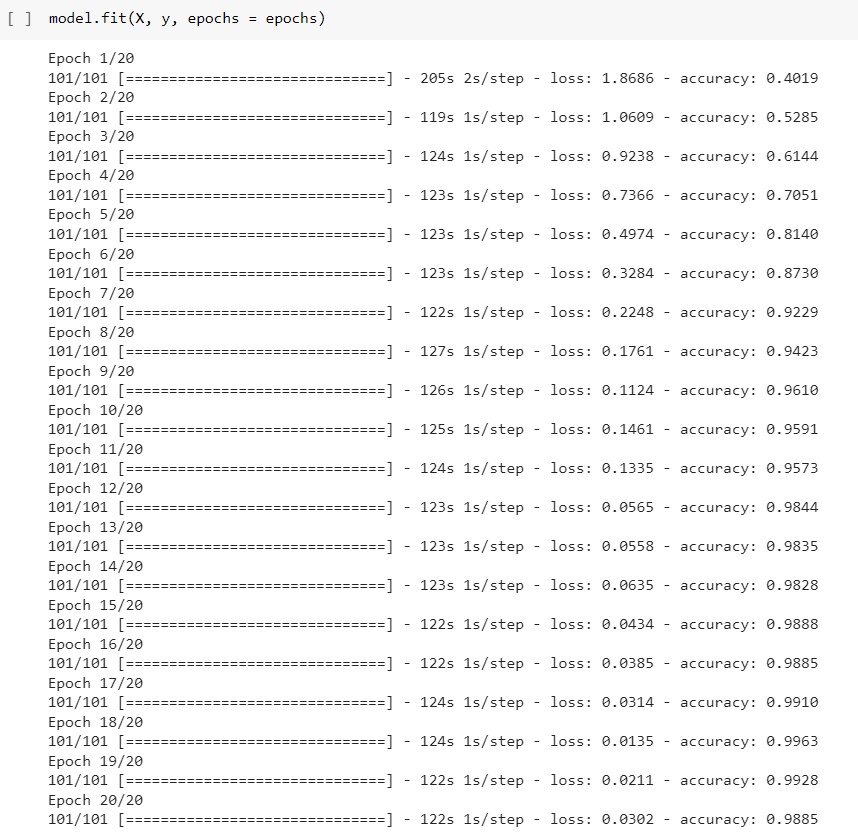 [ ] model.fit(X, y, epochs = epochs)
Epoch 1/20
101/101 [==============================] - 205s 2s/step - loss: 1.8686 - accuracy: 0.4019
Epoch 2/20
101/101 [==============================] - 119s 1s/step - loss: 1.0609 - accuracy: 0.5285
Epoch 3/20
101/101 [==============================] - 124s 1s/step - loss: 0.9238 - accuracy: 0.6144
Epoch 4/20
101/101 [==============================] - 123s 1s/step - loss: 0.7366 - accuracy: 0.7051
Epoch 5/20
101/101 [==============================] - 123s 1s/step - loss: 0.4974 - accuracy: 0.8140
Epoch 6/20
101/101 [==============================] - 123s 1s/step - loss: 0.3284 - accuracy: 0.8730
Epoch 7/20
101/101 [==============================] - 122s 1s/step - loss: 0.2248 - accuracy: 0.9229
Epoch 8/20
101/101 [==============================] - 127s 1s/step - loss: 0.1761 - accuracy: 0.9423
Epoch 9/20
101/101 [==============================] - 126s 1s/step - loss: 0.1124 - accuracy: 0.9610
Epoch 10/20
101/101 [==============================] - 125s 1s/step - loss: 0.1461 - accuracy: 0.9591
Epoch 11/20
101/101 [==============================] - 124s 1s/step - loss: 0.1335 - accuracy: 0.9573
Epoch 12/20
101/101 [==============================] - 123s 1s/step - loss: 0.0565 - accuracy: 0.9844
Epoch 13/20
101/101 [==============================] - 123s 1s/step - loss: 0.0558 - accuracy: 0.9835
Epoch 14/20
101/101 [==============================] - 123s 1s/step - loss: 0.0635 - accuracy: 0.9828
Epoch 15/20
101/101 [==============================] - 122s 1s/step - loss: 0.0434 - accuracy: 0.9888
Epoch 16/20
101/101 [==============================] - 122s 1s/step - loss: 0.0385 - accuracy: 0.9885
Epoch 17/20
101/101 [==============================] - 124s 1s/step - loss: 0.0314 - accuracy: 0.9910
Epoch 18/20
101/101 [==============================] - 124s 1s/step - loss: 0.0135 - accuracy: 0.9963
Epoch 19/20
101/101 [==============================] - 122s 1s/step - loss: 0.0211 - accuracy: 0.9928
Epoch 20/20
101/101 [==============================] - 122s 1s/step - loss: 0.0302 - accuracy: 0.9885